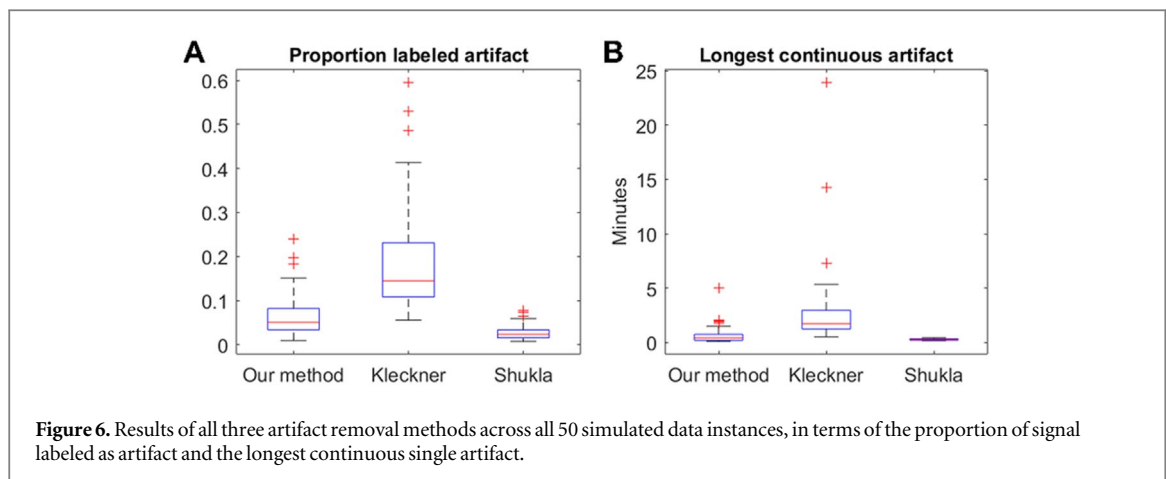 A
Proportion labeled artifact
0.6
0.5
0.4
0.3
0.2
0.1
0
Our method Kleckner Shukla
B
Longest continuous artifact
Minutes
25
20
15
10
5
0
Our method Kleckner Shukla
Figure 6. Results of all three artifact removal methods across all 50 simulated data instances, in terms of the proportion of signal
labeled as artifact and the longest continuous single artifact.